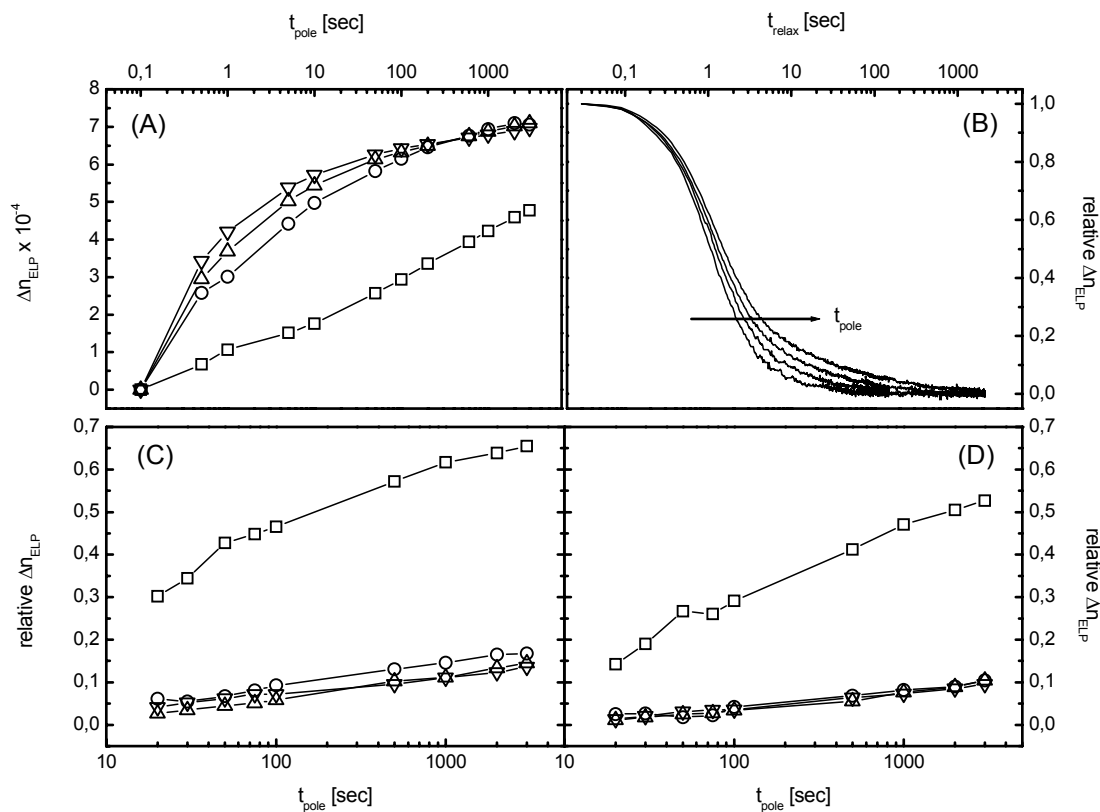 t_pole [sec]
t_relax [sec]
0,1 1 10 100 1000
0,1 1 10 100 1000
8
7
6
5
4
3
2
1
0
Δn_ELP x 10^-4
(A)
(B)
t_pole
1,0
0,8
0,6
0,4
0,2
0,0
relative Δn_ELP
0,7
0,6
0,5
0,4
0,3
0,2
0,1
0,0
relative Δn_ELP
(C)
(D)
0,7
0,6
0,5
0,4
0,3
0,2
0,1
0,0
relative Δn_ELP
10 100 1000
10 100 1000
t_pole [sec]
t_pole [sec]